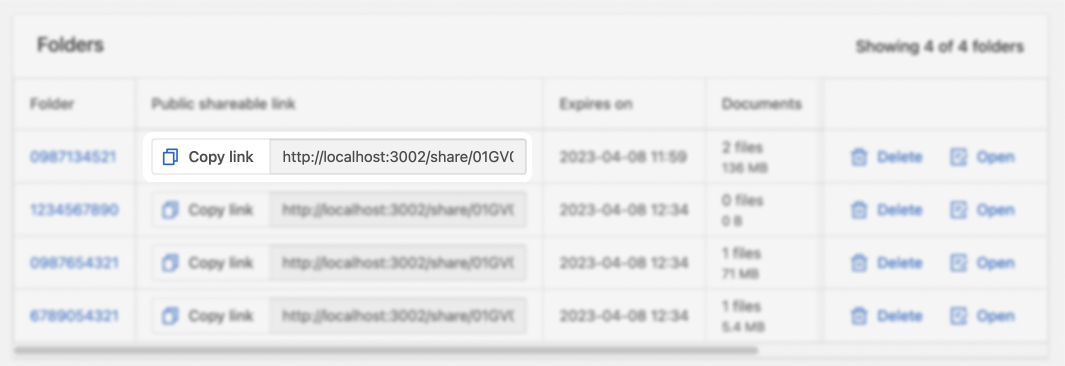 Folders
Showing 4 of 4 folders
Folder Public shareable link Expires on Documents
0987134521 Copy link http://localhost:3002/share/01GV( 2023-04-08 11:59 2 files Delete Open
136 MB
1234567890 Copy link http://localhost:3002/share/01GV( 2023-04-08 12:34 0 files Delete Open
0 B
0987654321 Copy link http://localhost:3002/share/01GV( 2023-04-08 12:34 1 files Delete Open
71 MB
6789054321 Copy link http://localhost:3002/share/01GV( 2023-04-08 12:34 1 files Delete Open
5.4 MB